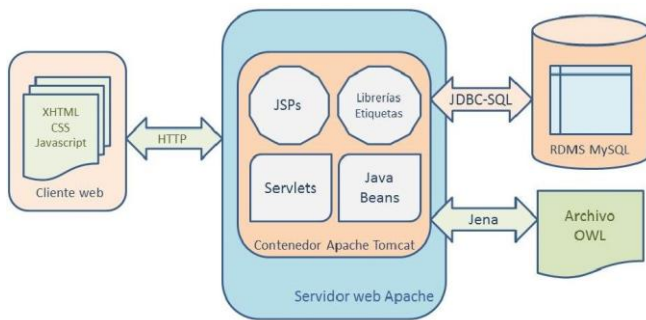 XHTML
CSS
Javascript
Cliente web
HTTP
JSPs
Librerías
Etiquetas
Servlets
Java
Beans
Contenedor Apache Tomcat
Servidor web Apache
JDBC-SQL
RDMS MySQL
Jena
Archivo
OWL